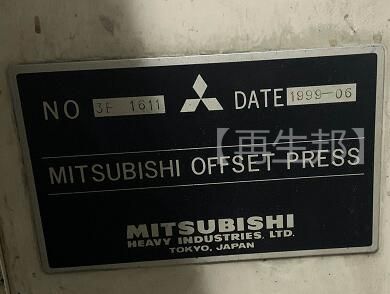 NO 3F 1611 DATE 1999-06
【再生邦】
MITSUBISHI OFFSET PRESS
MITSUBISHI
HEAVY INDUSTRIES, LTD.
TOKYO, JAPAN